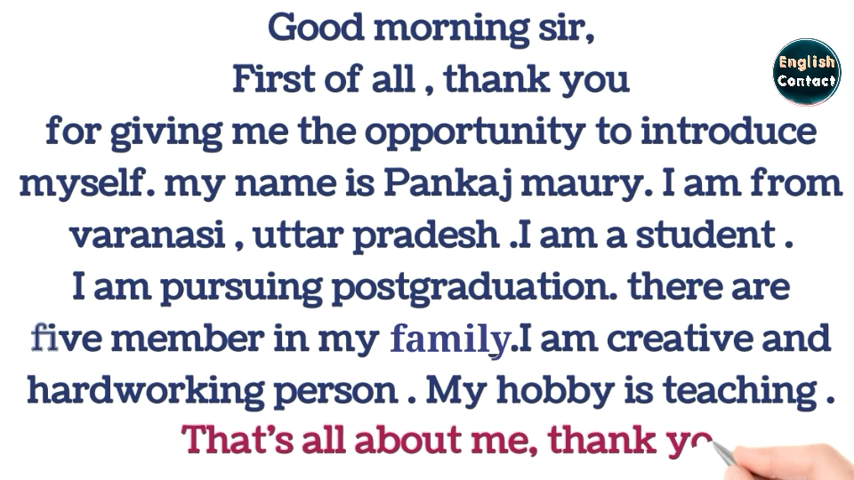 Good morning sir,
English
Contact
First of all , thank you
for giving me the opportunity to introduce
myself. my name is Pankaj maury. I am from
varanasi , uttar pradesh .I am a student .
I am pursuing postgraduation. there are
five member in my family.I am creative and
hardworking person . My hobby is teaching .
That's all about me, thank yo